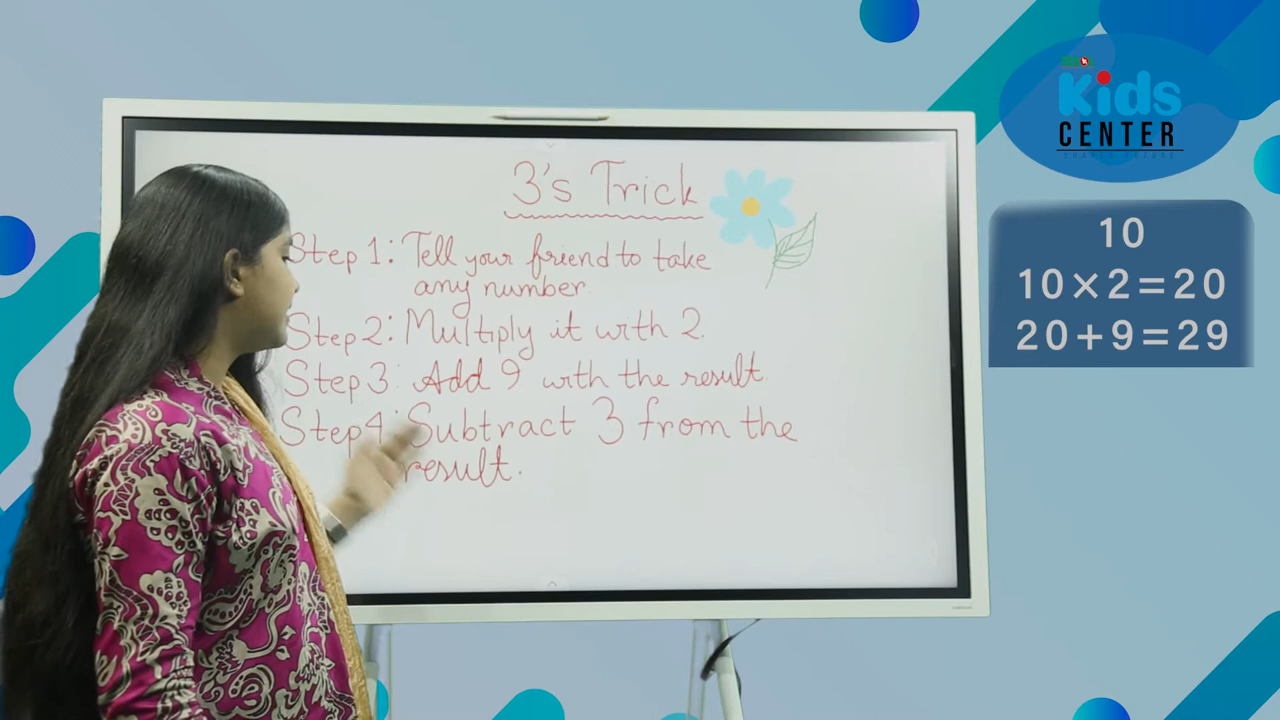 3's Trick
Step 1: Tell your friend to take
any number.
Step 2: Multiply it with 2.
Step 3: Add 9 with the result.
Step 4: Subtract 3 from the
result.
Kids
CENTER
10
10×2=20
20+9=29